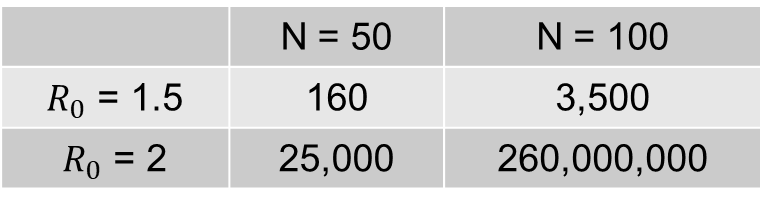 N = 50 N = 100
R₀ = 1.5 160 3,500
R₀ = 2 25,000 260,000,000